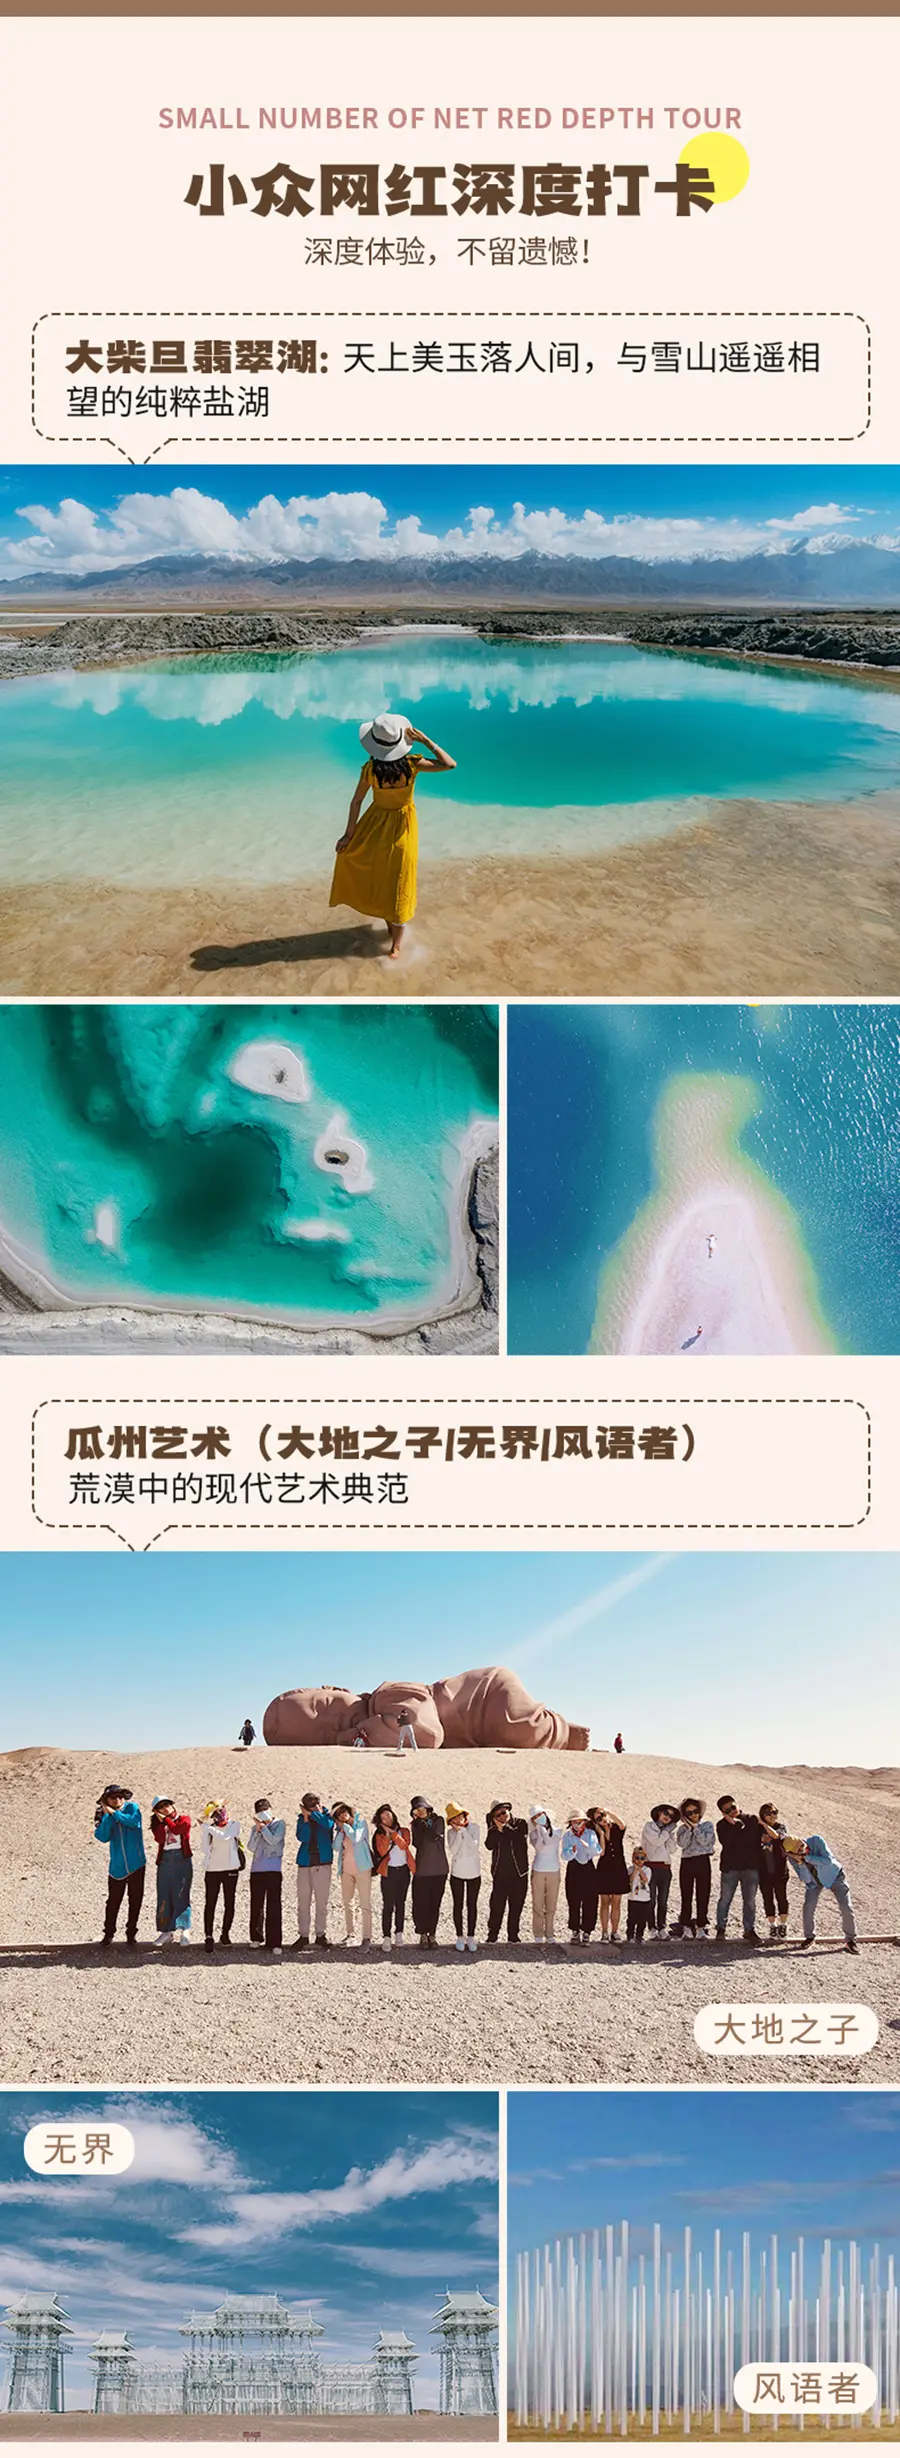 SMALL NUMBER OF NET RED DEPTH TOUR
小众网红深度打卡
深度体验，不留遗憾！
大柴旦翡翠湖：天上美玉落人间，与雪山遥遥相
望的纯粹盐湖
瓜州艺术（大地之子/无界/风语者）
荒漠中的现代艺术典范
大地之子
无界
风语者